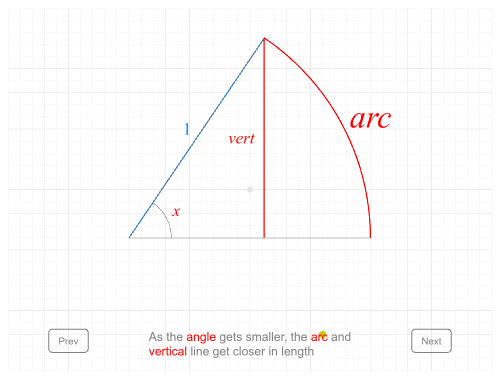 arc
1
vert
x
Prev
As the angle gets smaller, the arc and
vertical line get closer in length
Next